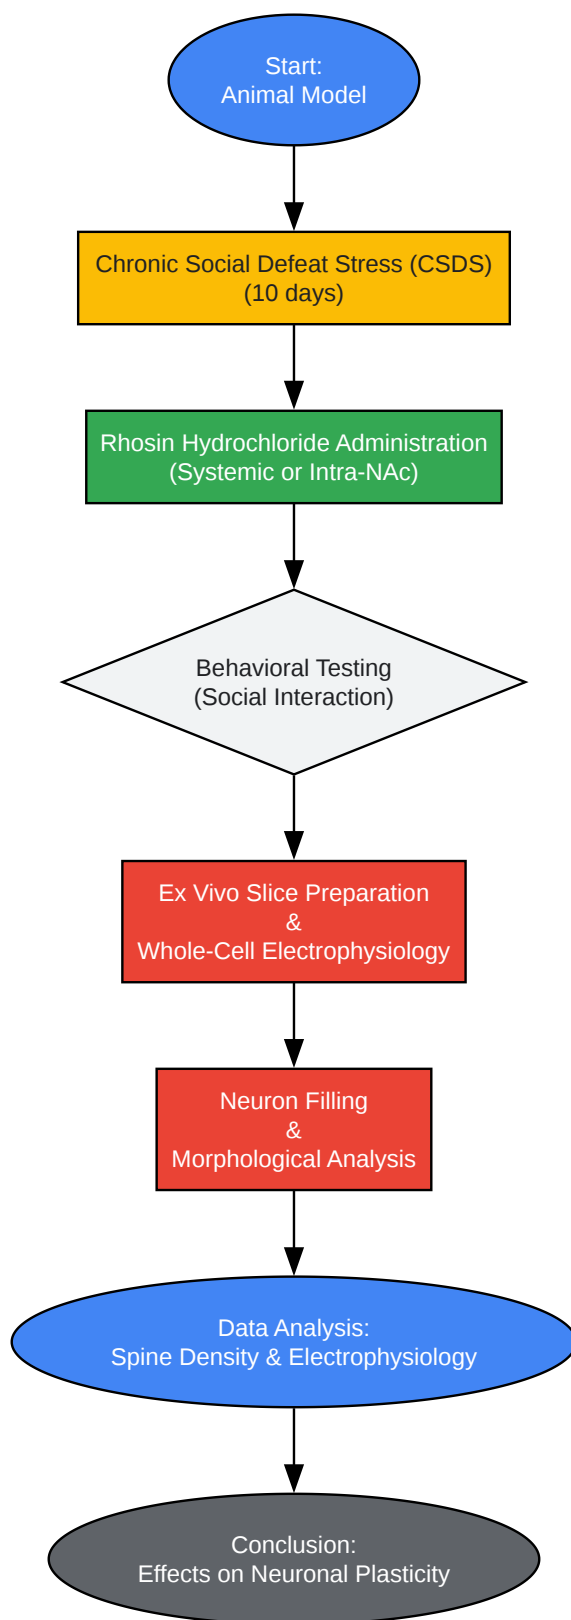 Start:
Animal Model
Chronic Social Defeat Stress (CSDS)
(10 days)
Rhosin Hydrochloride Administration
(Systemic or Intra-NAc)
Behavioral Testing
(Social Interaction)
Ex Vivo Slice Preparation
&
Whole-Cell Electrophysiology
Neuron Filling
&
Morphological Analysis
Data Analysis:
Spine Density & Electrophysiology
Conclusion:
Effects on Neuronal Plasticity